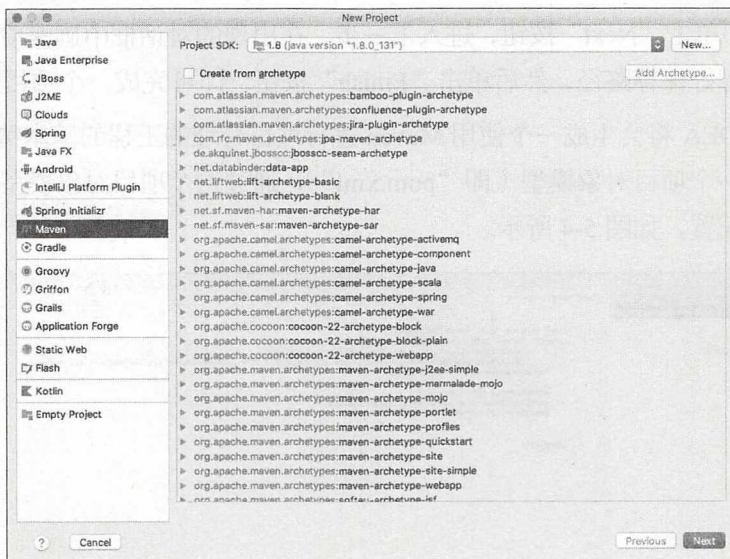 New Project
Java
Java Enterprise
JBoss
J2ME
Clouds
Spring
Java FX
Android
IntelliJ Platform Plugin
Spring Initializr
Maven
Gradle
Groovy
Griffon
Grails
Application Forge
Static Web
Flash
Kotlin
Empty Project
Project SDK: 1.8 (java version "1.8.0_131")
New...
Create from archetype
Add Archetype...
com.atlassian.maven.archetypes:bamboo-plugin-archetype
com.atlassian.maven.archetypes:confluence-plugin-archetype
com.atlassian.maven.archetypes:jira-plugin-archetype
com.rfc.maven.archetypes:jpa-maven-archetype
de.akquinet.jbosscc:jbosscc-seam-archetype
net.databinder:data-app
net.liftweb:lift-archetype-basic
net.liftweb:lift-archetype-blank
net.sf.maven-har:maven-archetype-har
net.sf.maven-sar:maven-archetype-sar
org.apache.camel.archetypes:camel-archetype-activemq
org.apache.camel.archetypes:camel-archetype-component
org.apache.camel.archetypes:camel-archetype-java
org.apache.camel.archetypes:camel-archetype-scala
org.apache.camel.archetypes:camel-archetype-spring
org.apache.camel.archetypes:camel-archetype-war
org.apache.cocoon:cocoon-22-archetype-block
org.apache.cocoon:cocoon-22-archetype-block-plain
org.apache.cocoon:cocoon-22-archetype-webapp
org.apache.maven.archetypes:maven-archetype-j2ee-simple
org.apache.maven.archetypes:maven-archetype-marmalade-mojo
org.apache.maven.archetypes:maven-archetype-mojo
org.apache.maven.archetypes:maven-archetype-portlet
org.apache.maven.archetypes:maven-archetype-profiles
org.apache.maven.archetypes:maven-archetype-quickstart
org.apache.maven.archetypes:maven-archetype-site
org.apache.maven.archetypes:maven-archetype-site-simple
org.apache.maven.archetypes:maven-archetype-webapp
org.apache.maven.archetypes:softeu-archetype-jsf
?
Cancel
Previous
Next